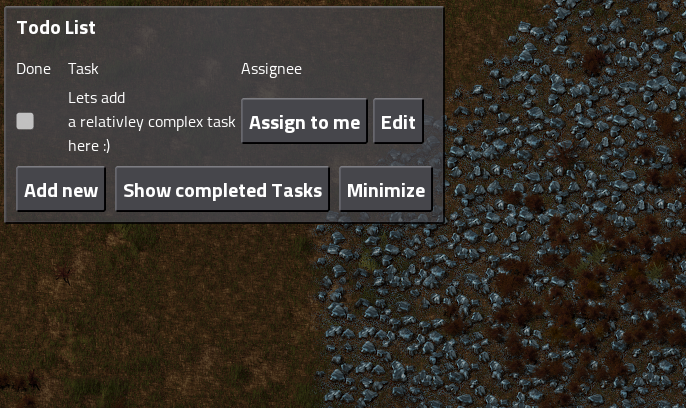 Todo List
Done Task Assignee
Lets add
a relativley complex task
here :)
Assign to me Edit
Add new Show completed Tasks Minimize